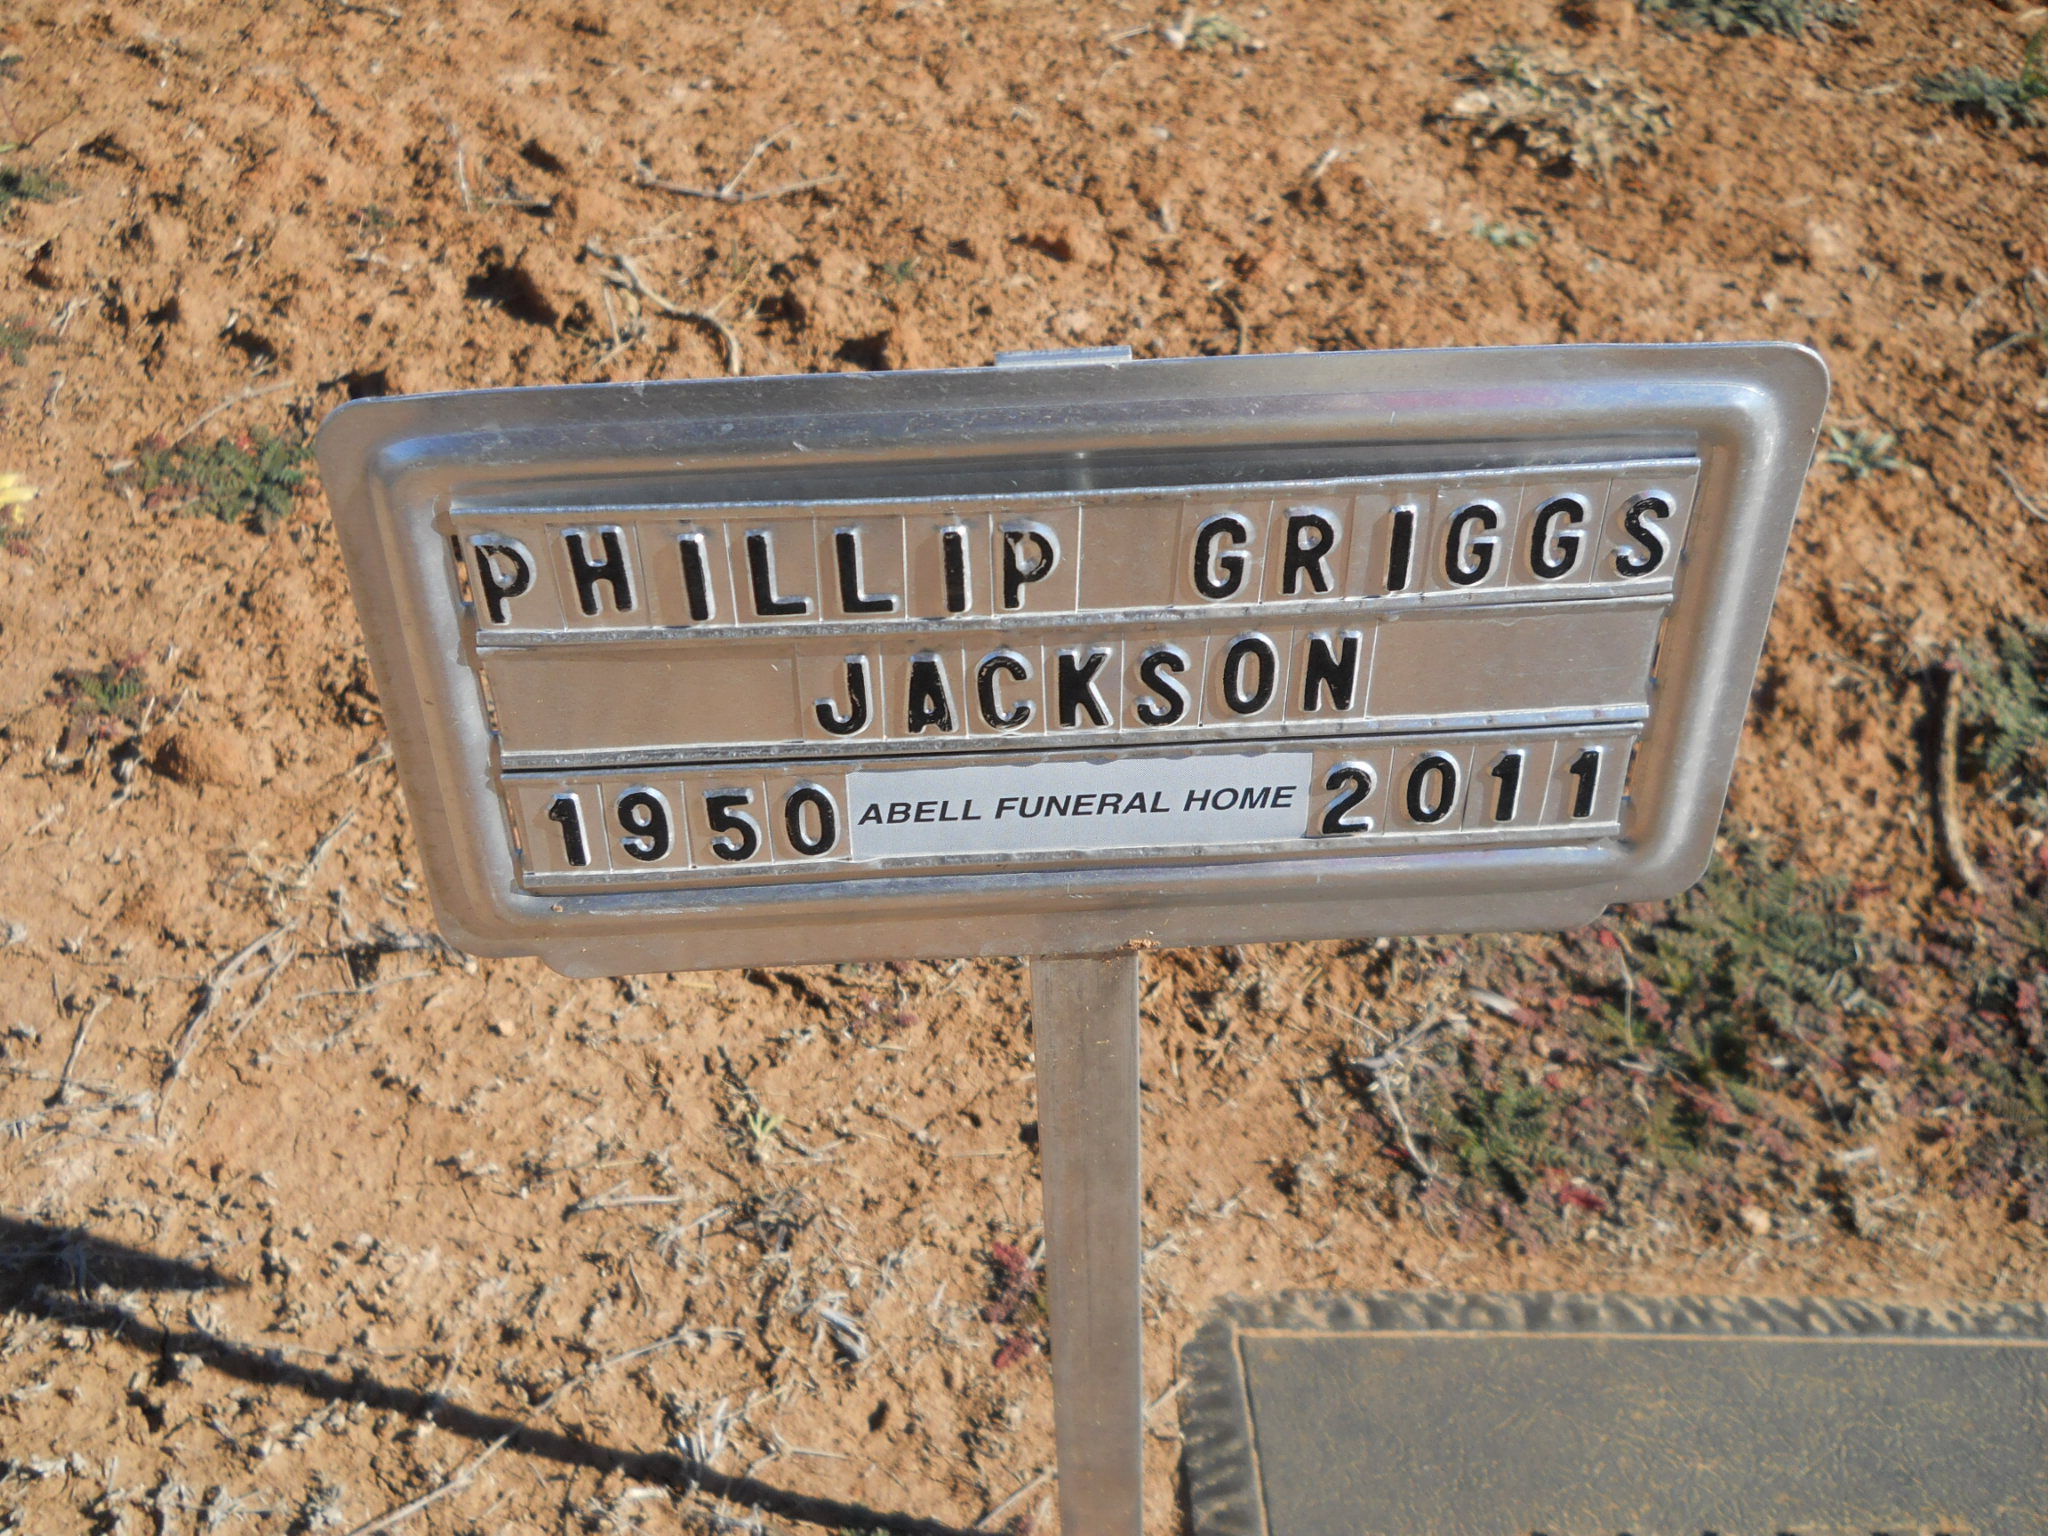 PHILLIP GRIGGS
JACKSON
1950 ABELL FUNERAL HOME 2011